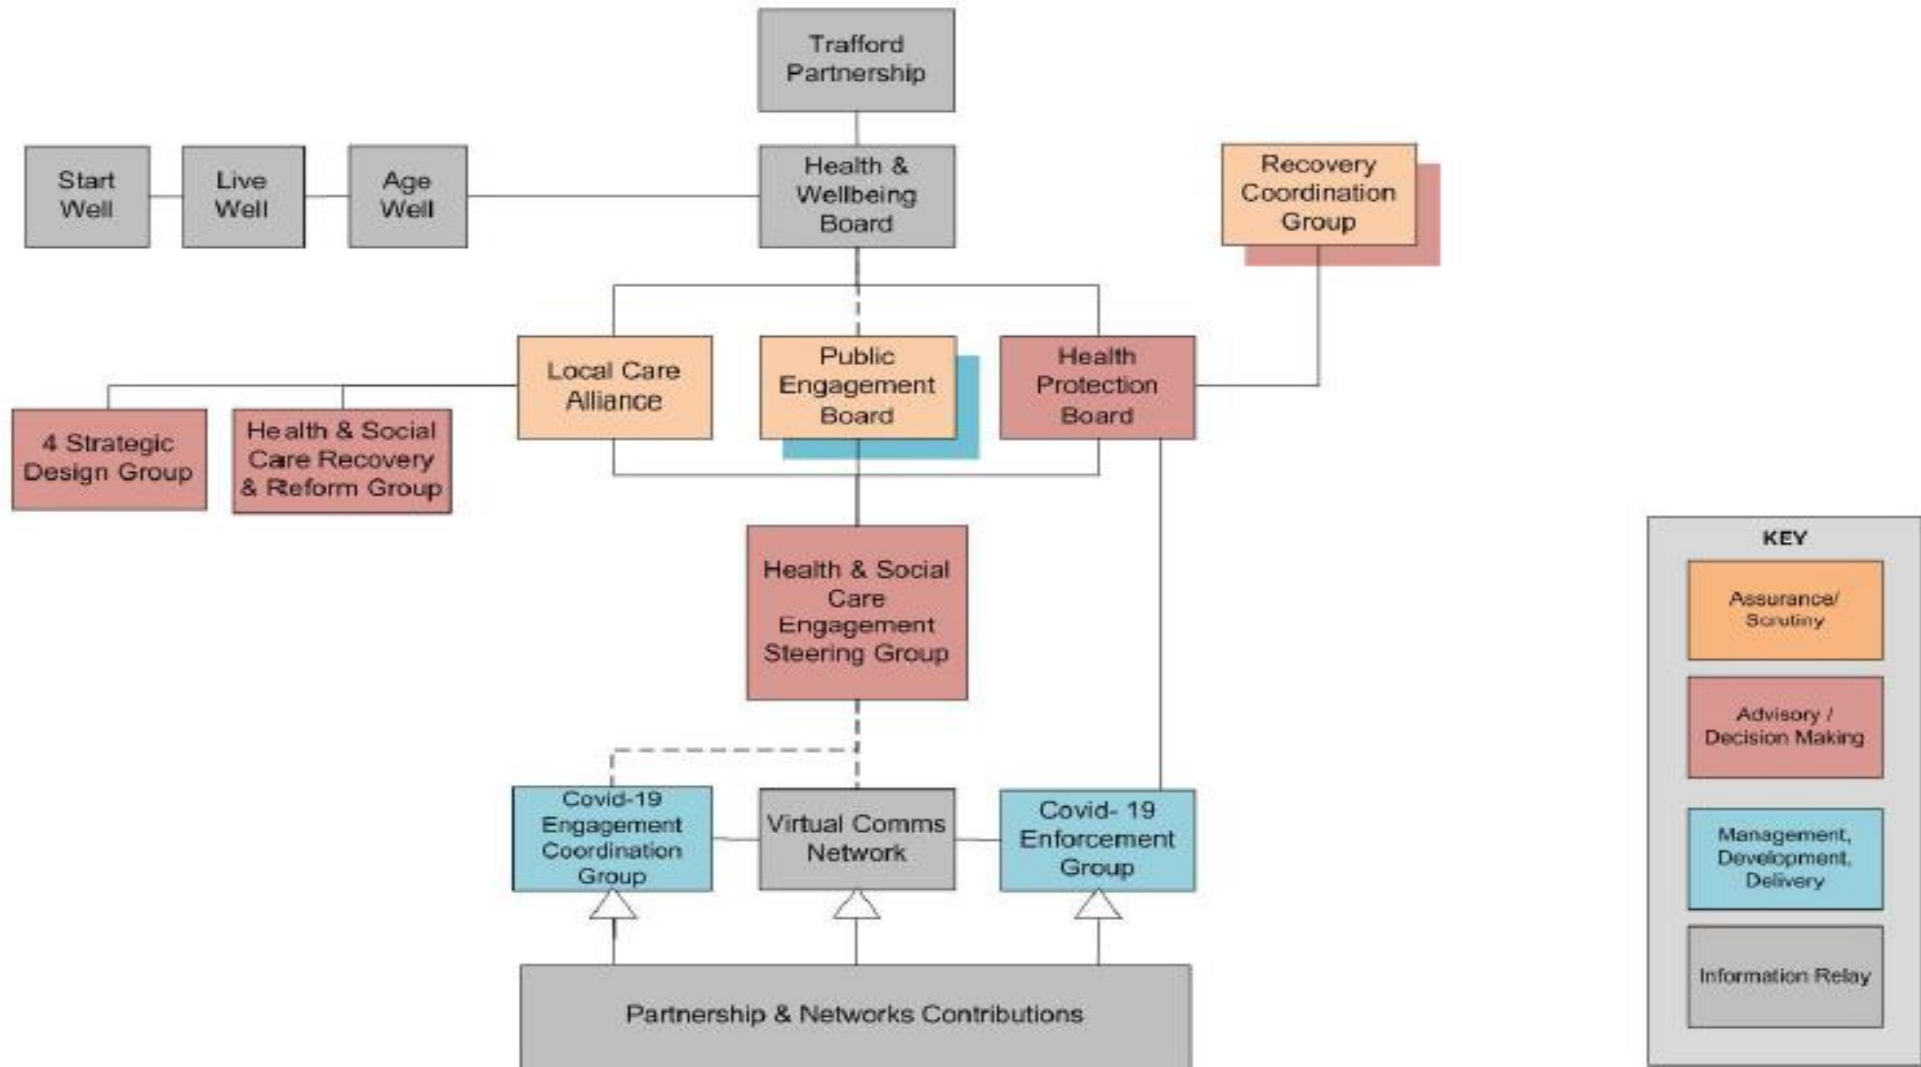 Trafford
Partnership
Start
Well
Live
Well
Age
Well
Health &
Wellbeing
Board
Recovery
Coordination
Group
Local Care
Alliance
Public
Engagement
Board
Health
Protection
Board
4 Strategic
Design Group
Health & Social
Care Recovery
& Reform Group
Health & Social
Care
Engagement
Steering Group
Covid-19
Engagement
Coordination
Group
Virtual Comms
Network
Covid- 19
Enforcement
Group
Partnership & Networks Contributions
KEY
Assurance/
Scrutiny
Advisory /
Decision Making
Management,
Development,
Delivery
Information Relay